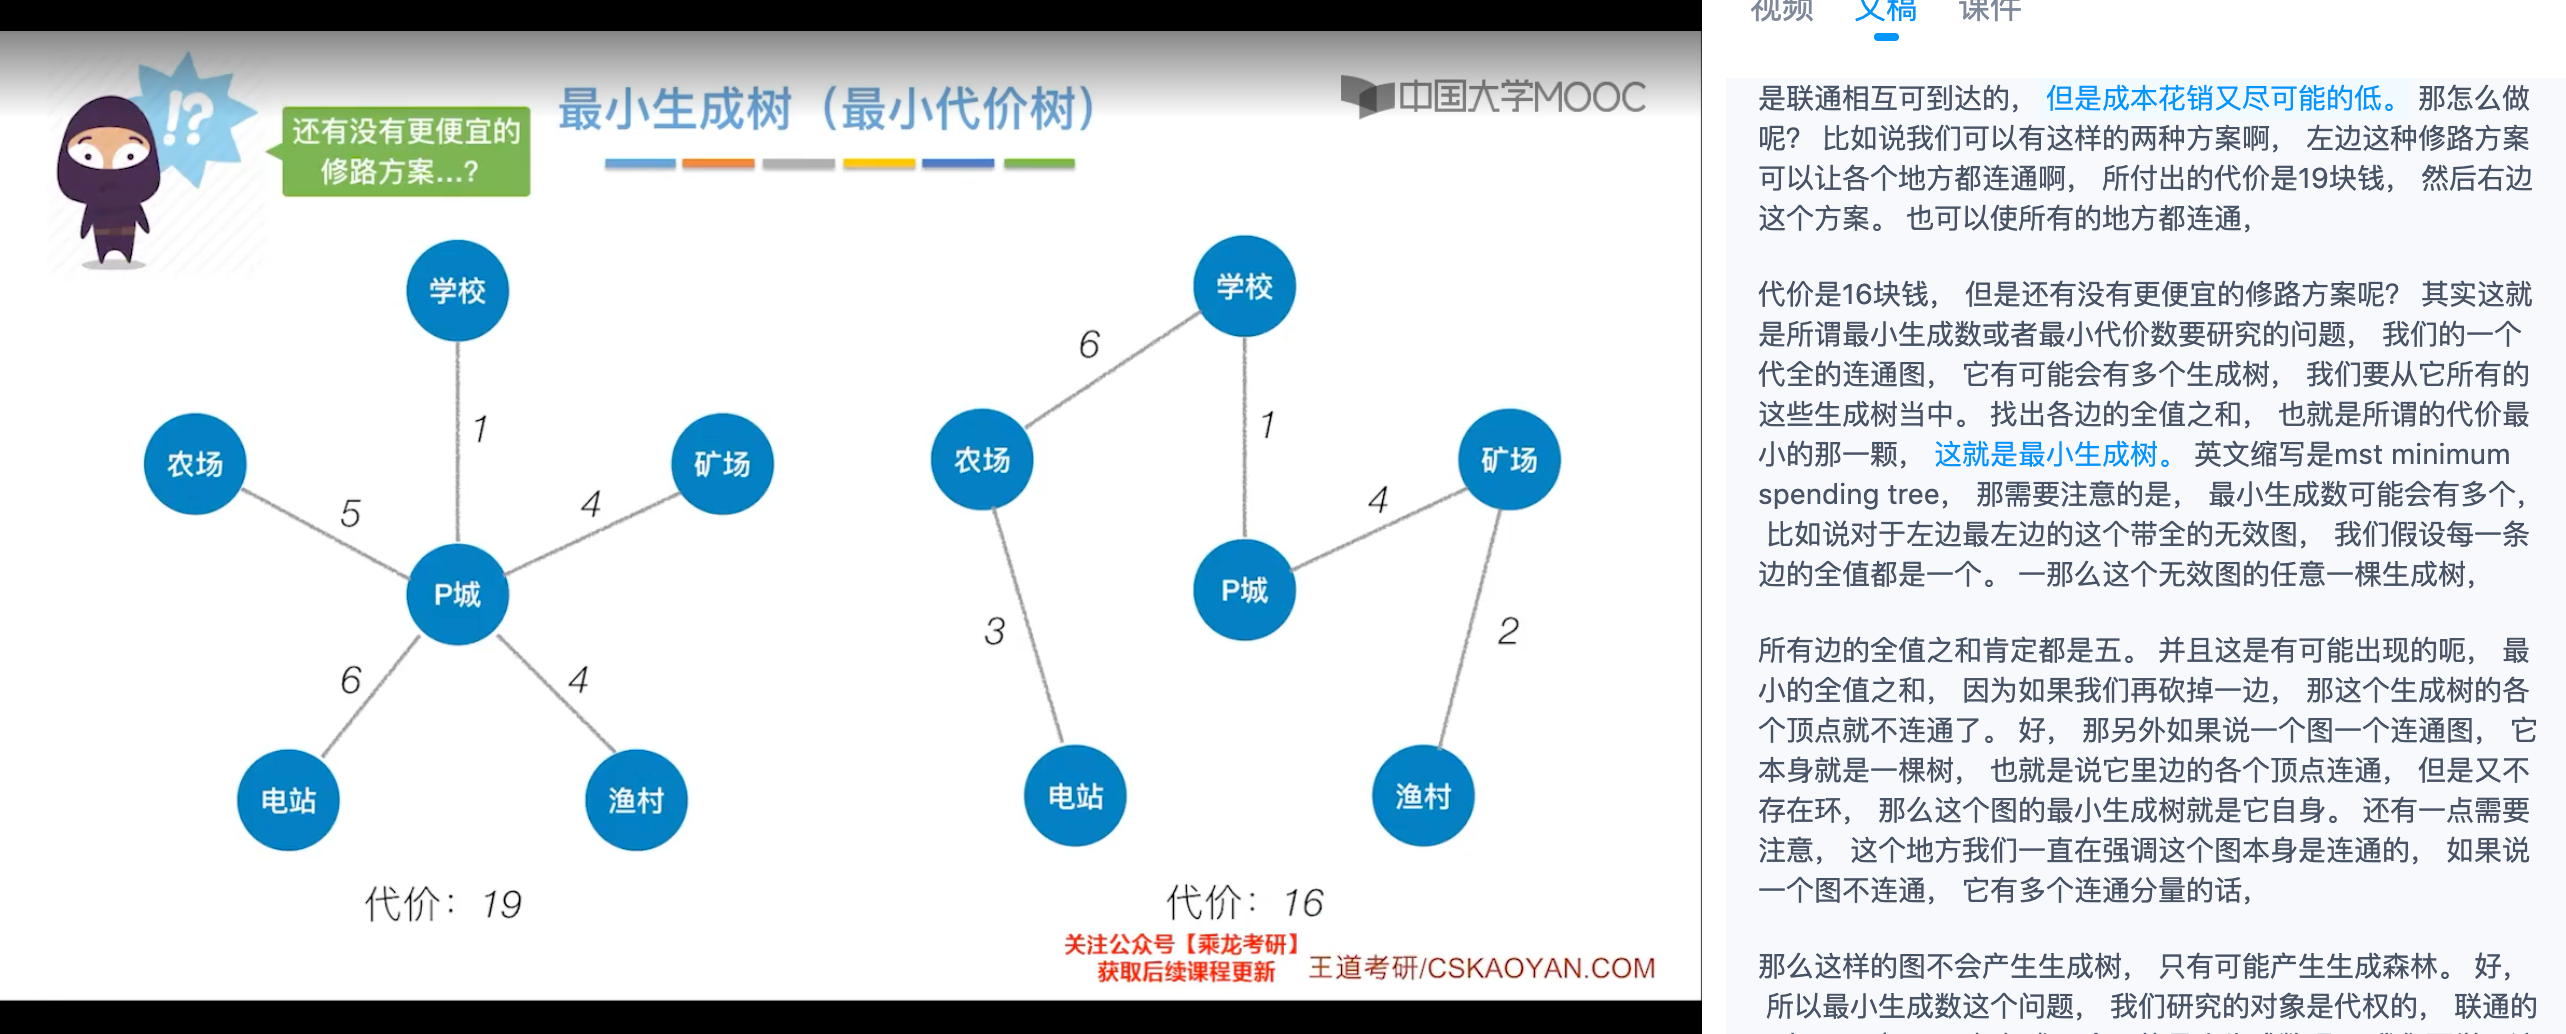 视频 文稿 课件
!?
还有没有更便宜的
修路方案...?
最小生成树（最小代价树）
中国大学MOOC
学校
1
农场
矿场
5
4
P城
6
4
电站
渔村
代价：19
学校
6
1
农场
矿场
4
P城
3
2
电站
渔村
代价：16
关注公众号【乘龙考研】
获取后续课程更新
王道考研/CSKAOYAN.COM
是联通相互可到达的， 但是成本花销又尽可能的低。 那怎么做
呢？ 比如说我们可以有这样的两种方案啊， 左边这种修路方案
可以让各个地方都连通啊， 所付出的代价是19块钱， 然后右边
这个方案。 也可以使所有的地方都连通，
代价是16块钱， 但是还有没有更便宜的修路方案呢？ 其实这就
是所谓最小生成数或者最小代价数要研究的问题， 我们的一个
代全的连通图， 它有可能会有多个生成树， 我们要从它所有的
这些生成树当中。 找出各边的全值之和， 也就是所谓的代价最
小的那一颗， 这就是最小生成树。 英文缩写是mst minimum
spending tree， 那需要注意的是， 最小生成数可能会有多个，
比如说对于左边最左边的这个带全的无效图， 我们假设每一条
边的全值都是一个。 一那么这个无效图的任意一棵生成树，
所有边的全值之和肯定都是五。 并且这是有可能出现的呃， 最
小的全值之和， 因为如果我们再砍掉一边， 那这个生成树的各
个顶点就不连通了。 好， 那另外如果说一个图一个连通图， 它
本身就是一棵树， 也就是说它里边的各个顶点连通， 但是又不
存在环， 那么这个图的最小生成树就是它自身。 还有一点需要
注意， 这个地方我们一直在强调这个图本身是连通的， 如果说
一个图不连通， 它有多个连通分量的话，
那么这样的图不会产生生成树， 只有可能产生生成森林。 好，
所以最小生成数这个问题， 我们研究的对象是代权的， 联通的